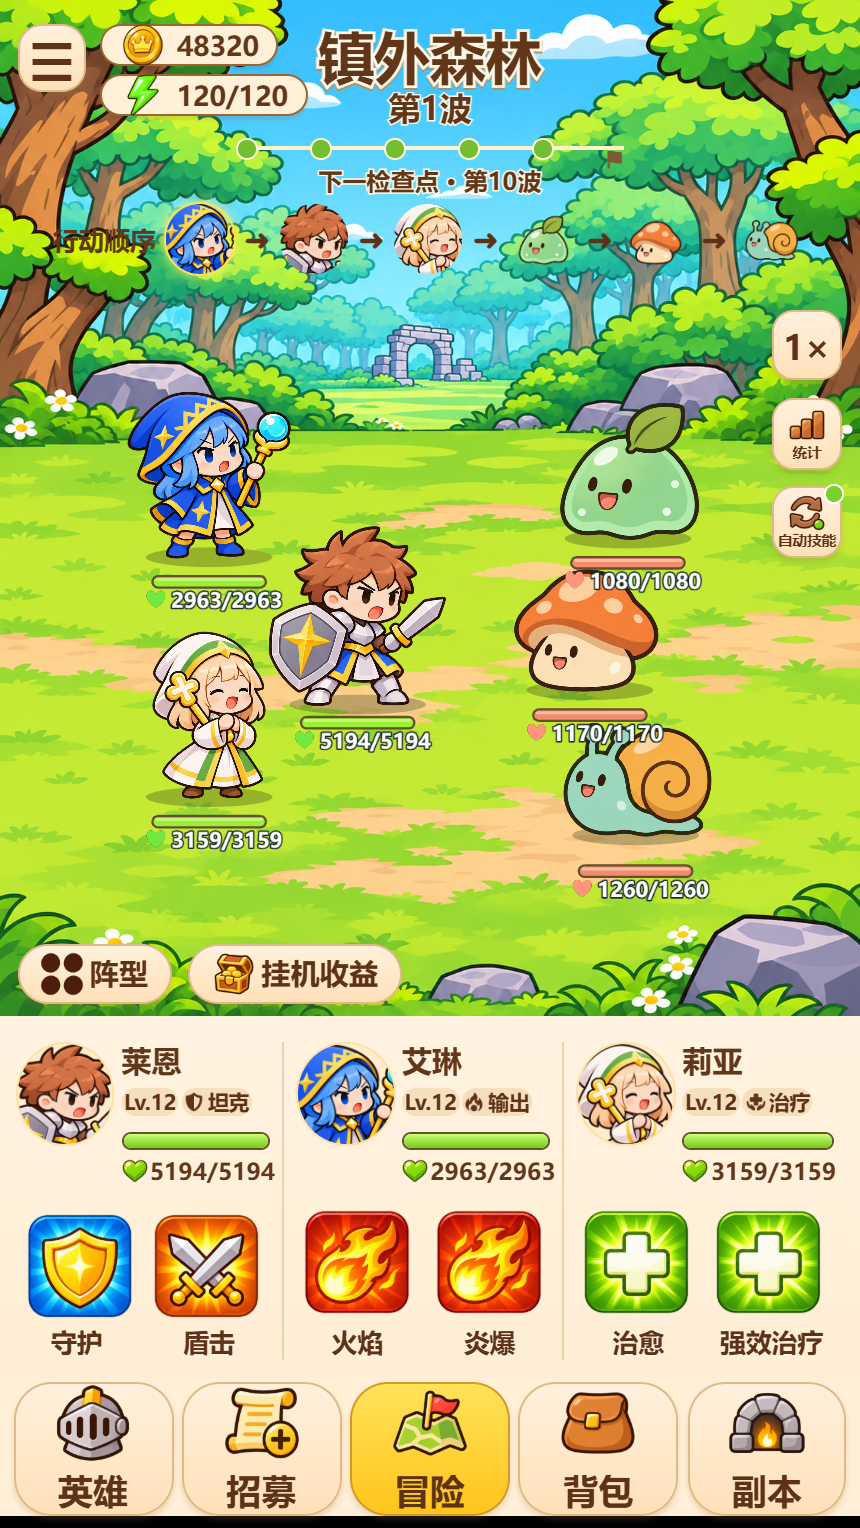 48320
120/120
镇外森林
第1波
下一检查点·第10波
行动顺序
1×
统计
自动技能
2963/2963
1080/1080
5194/5194
1170/1170
3159/3159
1260/1260
阵型
挂机收益
莱恩
Lv.12 坦克
5194/5194
艾琳
Lv.12 输出
2963/2963
莉亚
Lv.12 治疗
3159/3159
守护
盾击
火焰
炎爆
治愈
强效治疗
英雄
招募
冒险
背包
副本